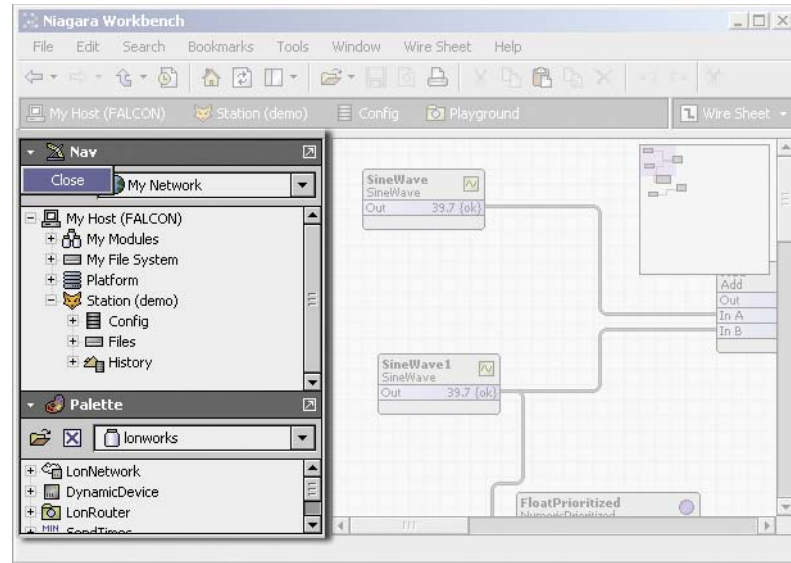 Niagara Workbench
File Edit Search Bookmarks Tools Window Wire Sheet Help
My Host (FALCON) Station (demo) Config Playground Wire Sheet
Nav
Close My Network
My Host (FALCON)
My Modules
My File System
Platform
Station (demo)
Config
Files
History
Palette
lonworks
LonNetwork
DynamicDevice
LonRouter
MIN SendTimes
SineWave
SineWave
Out 39.7 {ok}
SineWave1
SineWave
Out 39.7 {ok}
Add
Out
In A
In B
FloatPrioritized
NumericPrioritized